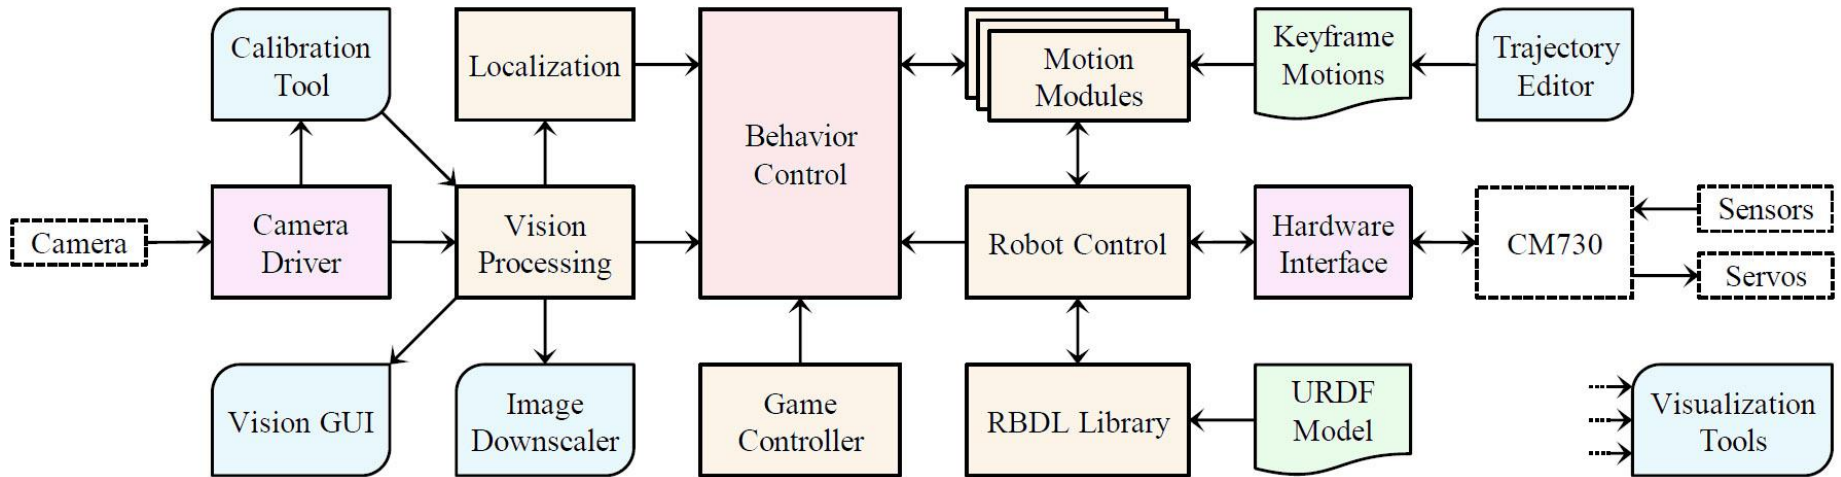 Calibration
Tool
Localization
Behavior
Control
Motion
Modules
Keyframe
Motions
Trajectory
Editor
Camera
Camera
Driver
Vision
Processing
Robot Control
Hardware
Interface
CM730
Sensors
Servos
Vision GUI
Image
Downscaler
Game
Controller
RBDL Library
URDF
Model
Visualization
Tools